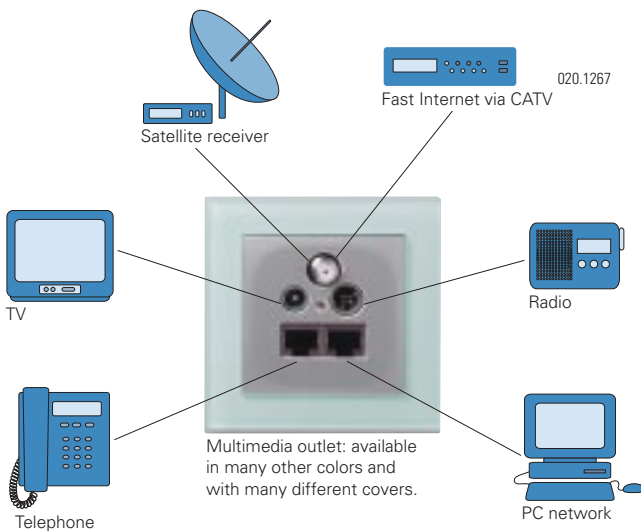 020.1267
Fast Internet via CATV
Satellite receiver
TV
Radio
Multimedia outlet: available
in many other colors and
with many different covers.
Telephone
PC network